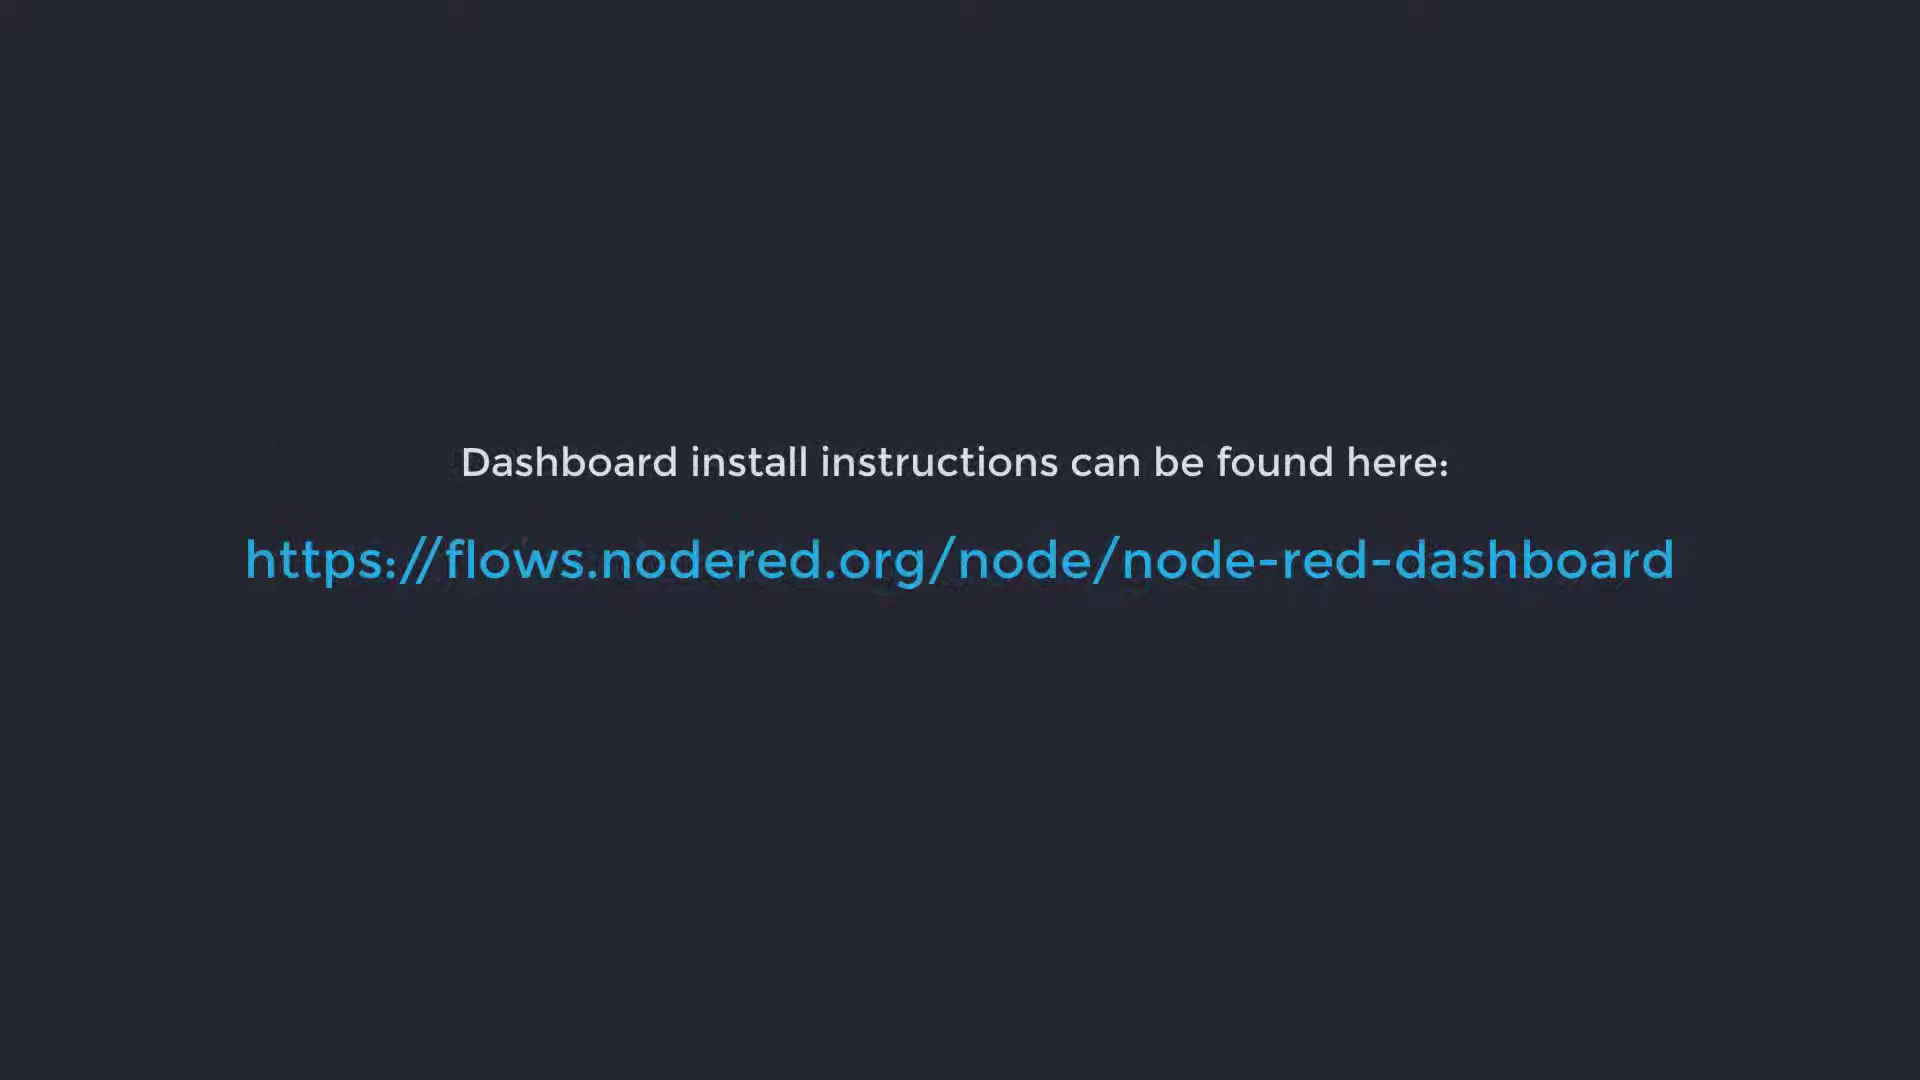 Dashboard install instructions can be found here:
https://flows.nodered.org/node/node-red-dashboard